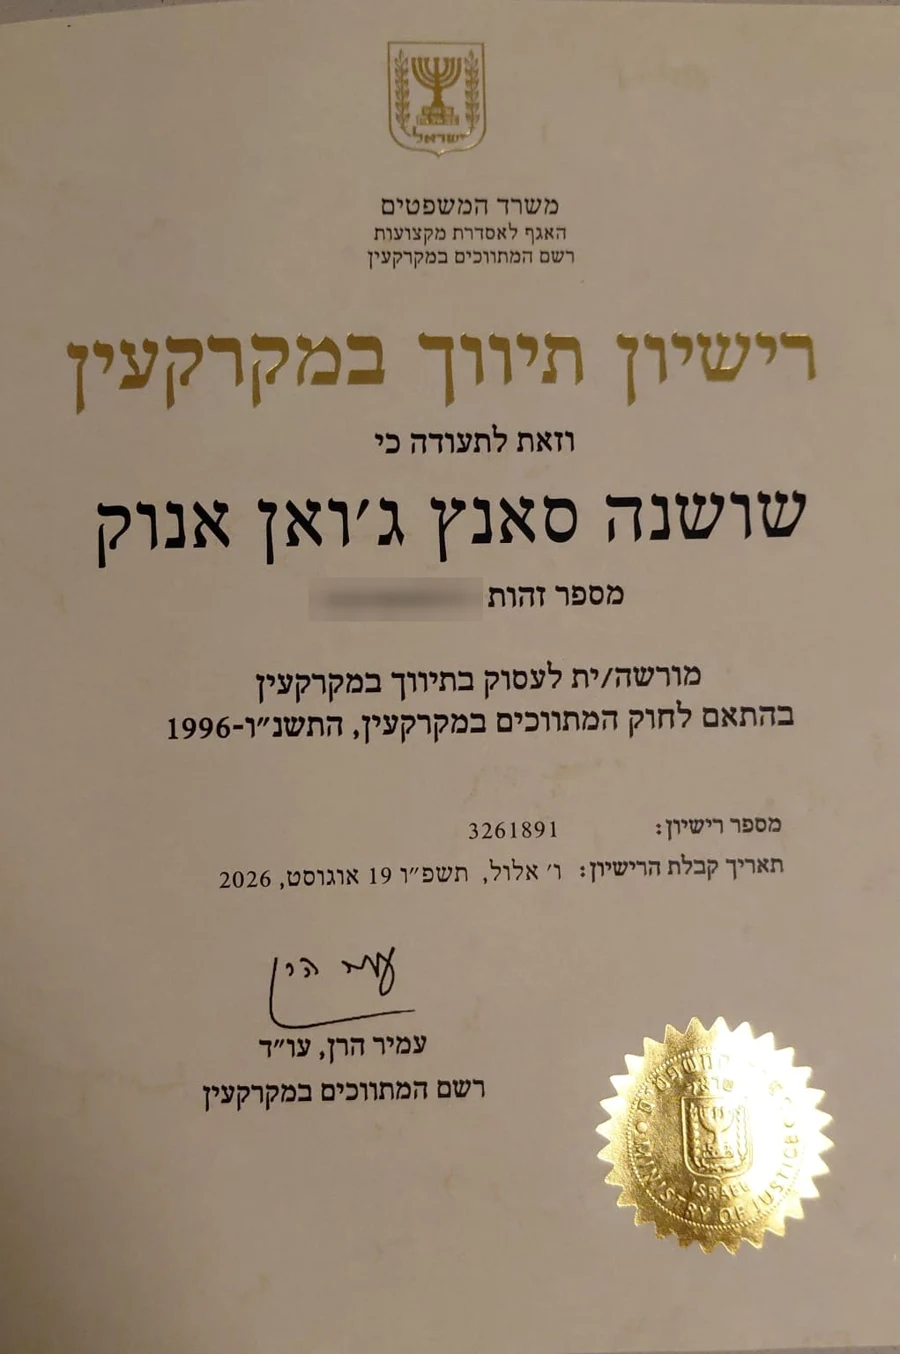 ישראל
משרד המשפטים
האגף לאסדרת מקצועות
רשם המתווכים במקרקעין
רישיון תיווך במקרקעין
וזאת לתעודה כי
שושנה סאנץ ג'ואן אנוק
מספר זהות
מורשה/ית לעסוק בתיווך במקרקעין
בהתאם לחוק המתווכים במקרקעין, התשנ"ו-1996
מספר רישיון: 3261891
תאריך קבלת הרישיון: ו' אלול, תשפ"ו 19 אוגוסט, 2026
עמיר הרן, עו"ד
רשם המתווכים במקרקעין
ישראל
ISRAEL
MINISTRY OF JUSTICE